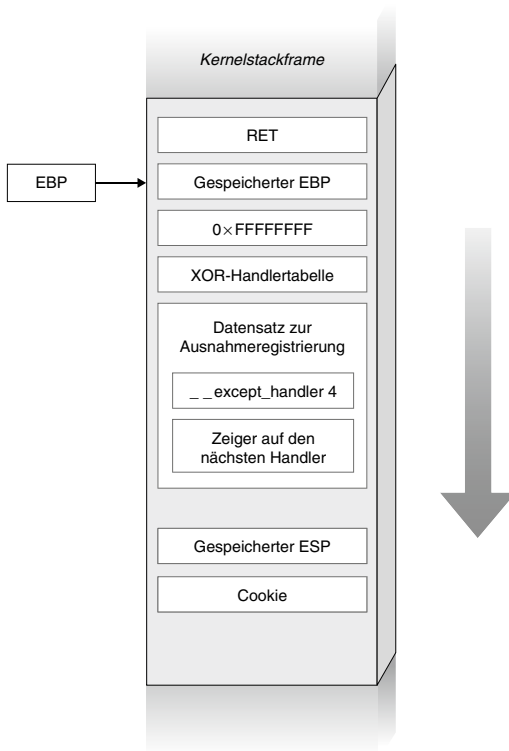 Kernelstackframe
RET
EBP
Gespeicherter EBP
0×FFFFFFFF
XOR-Handlertabelle
Datensatz zur
Ausnahmeregistrierung
_ _ except_handler 4
Zeiger auf den
nächsten Handler
Gespeicherter ESP
Cookie